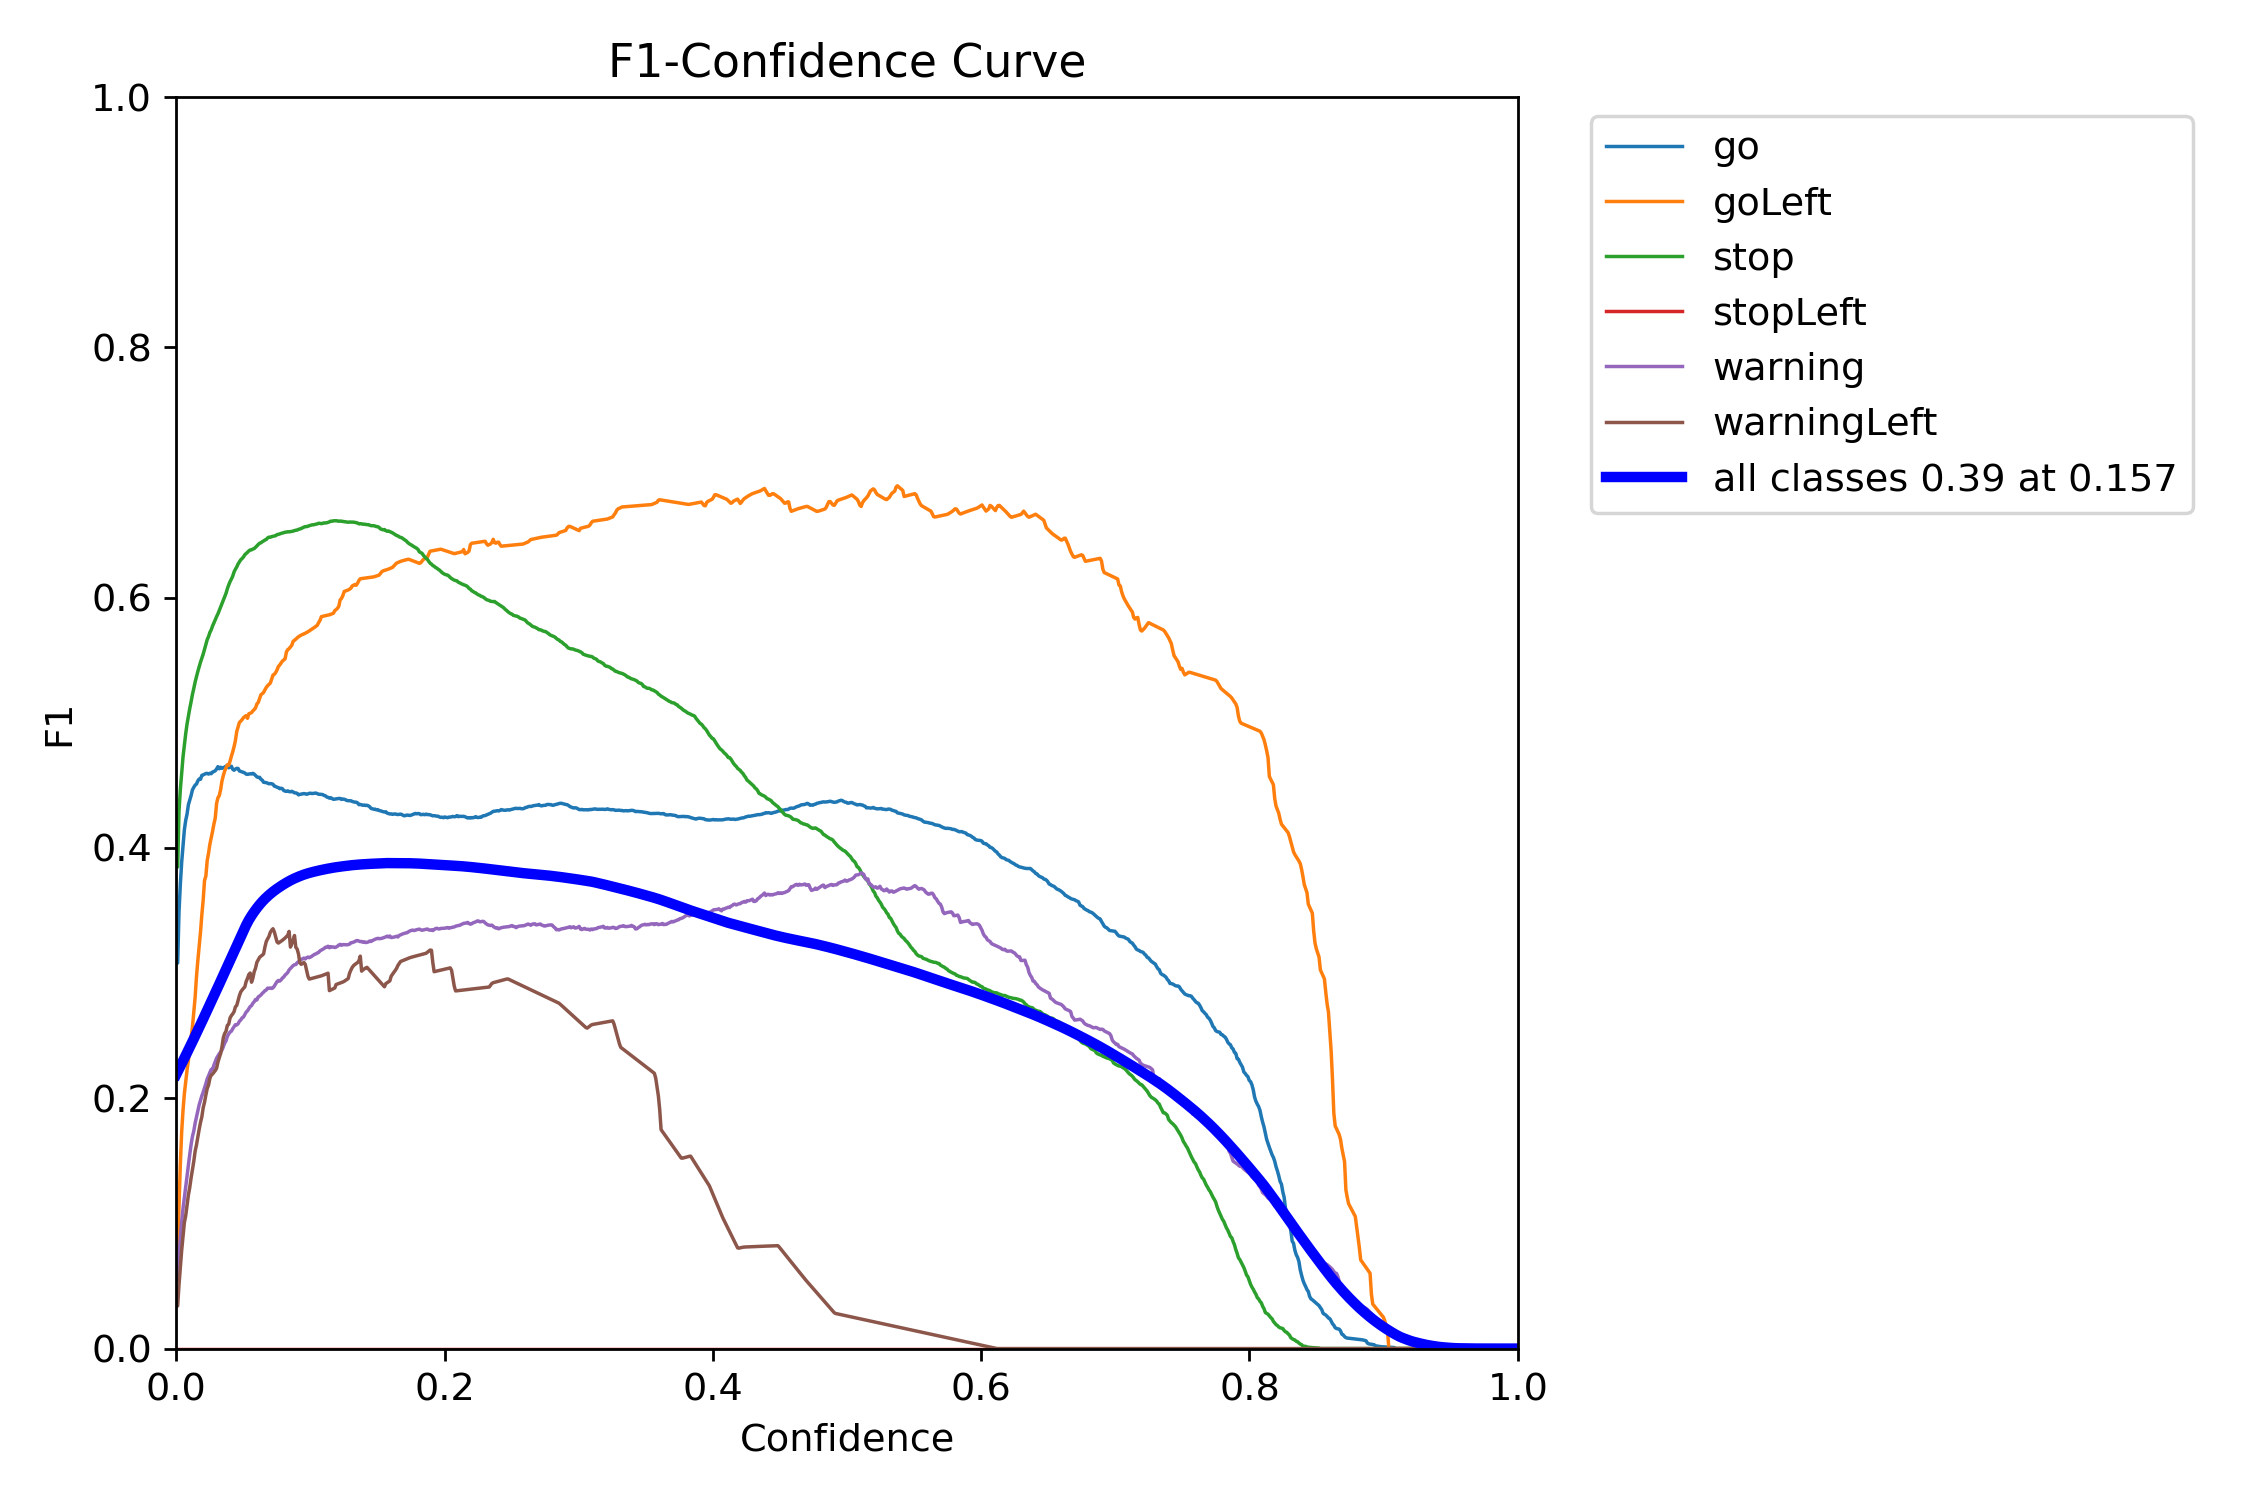 F1-Confidence Curve
1.0
0.8
0.6
0.4
0.2
0.0
F1
0.0 0.2 0.4 0.6 0.8 1.0
Confidence
go
goLeft
stop
stopLeft
warning
warningLeft
all classes 0.39 at 0.157